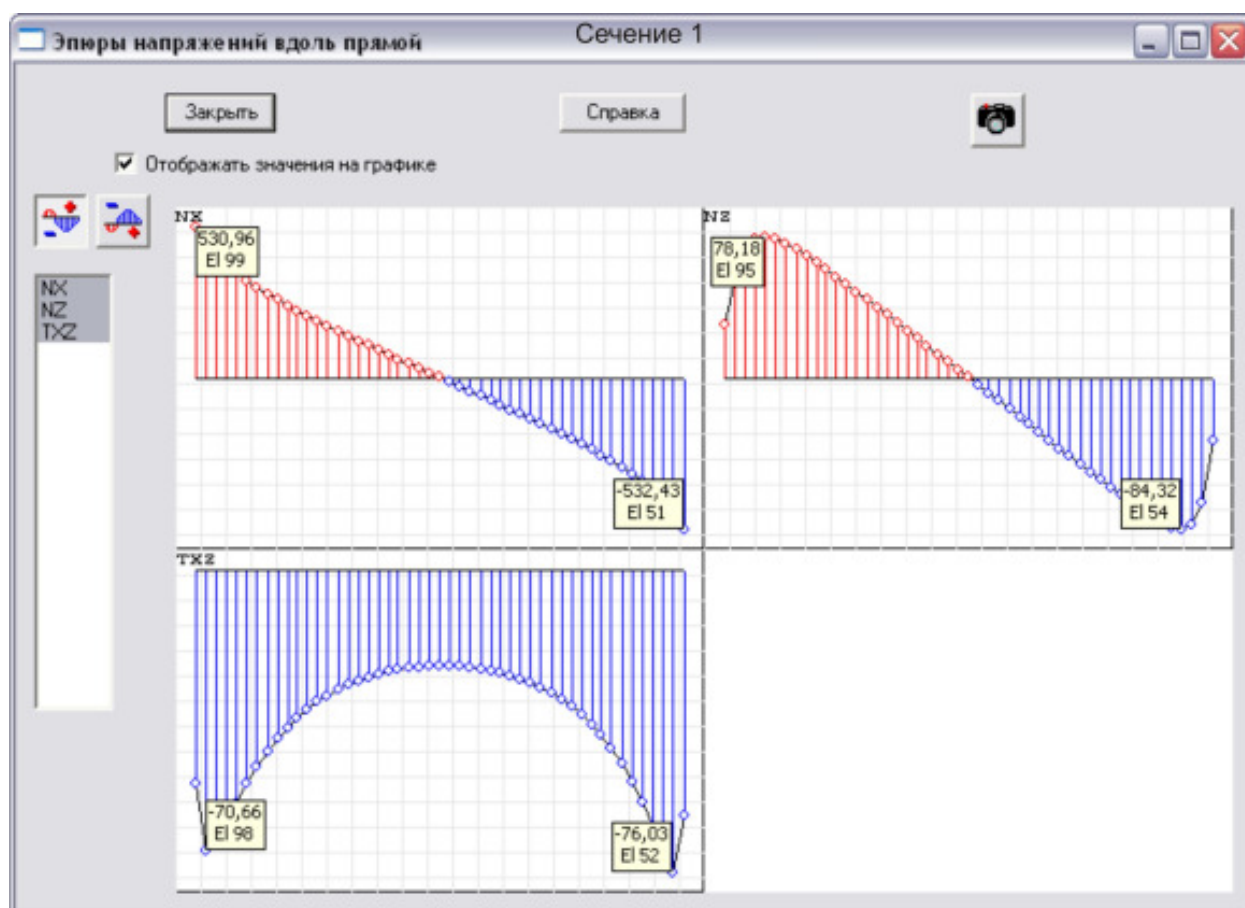 Эпюры напряжений вдоль прямой
Сечение 1
Закрыть
Справка
Отображать значения на графике
NX
NZ
TXZ
NX
530,96
El 99
-532,43
El 51
NZ
78,18
El 95
-84,32
El 54
TXZ
-70,66
El 98
-76,03
El 52